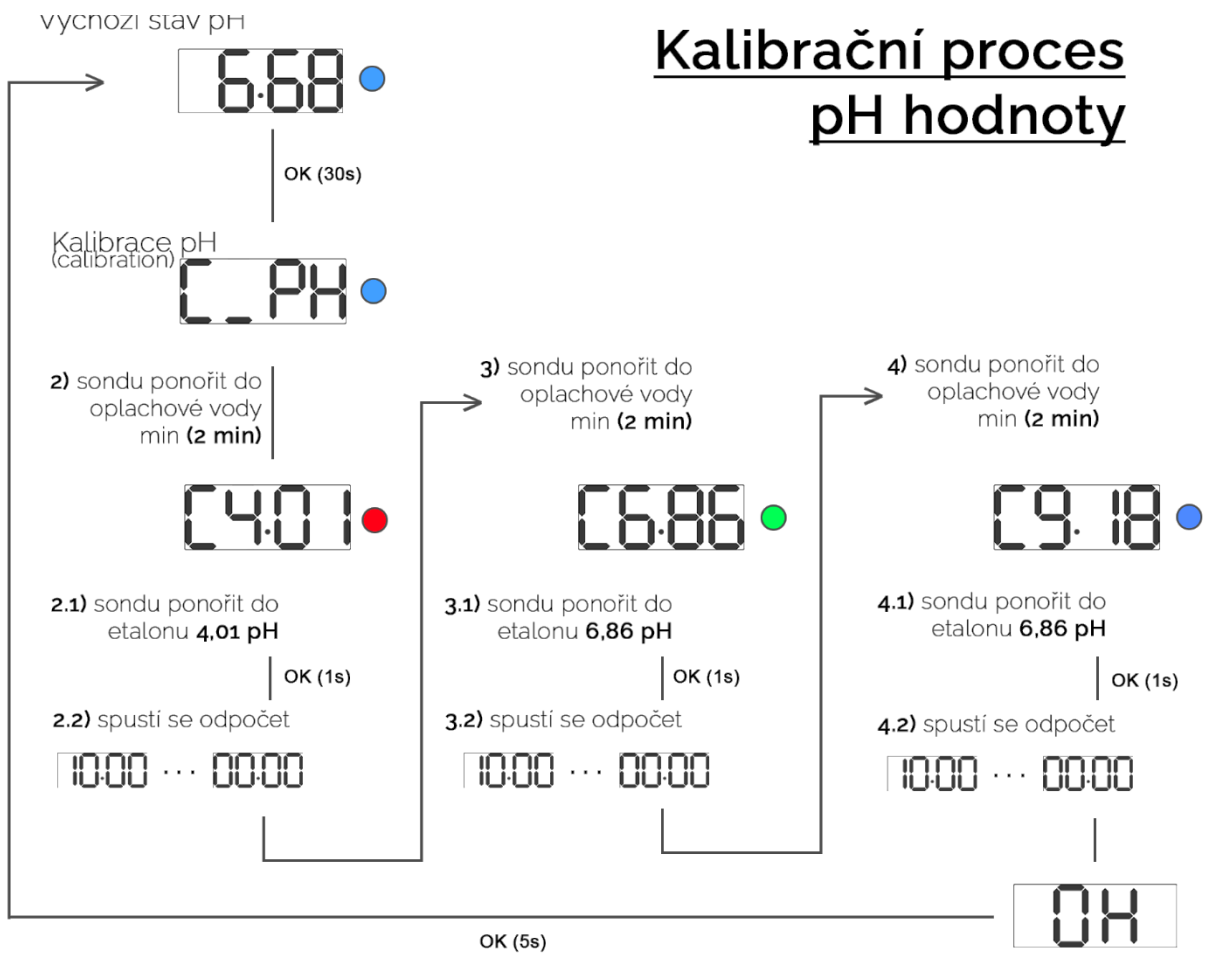 Výchozí stav pH
Kalibrační proces
pH hodnoty
6.68
OK (30s)
Kalibrace pH
(calibration)
C_PH
2) sondu ponořit do
oplachové vody
min (2 min)
C4.01
2.1) sondu ponořit do
etalonu 4,01 pH
OK (1s)
2.2) spustí se odpočet
10:00 ... 00:00
3) sondu ponořit do
oplachové vody
min (2 min)
C6.86
3.1) sondu ponořit do
etalonu 6,86 pH
OK (1s)
3.2) spustí se odpočet
10:00 ... 00:00
4) sondu ponořit do
oplachové vody
min (2 min)
C9.18
4.1) sondu ponořit do
etalonu 6,86 pH
OK (1s)
4.2) spustí se odpočet
10:00 ... 00:00
OH
OK (5s)